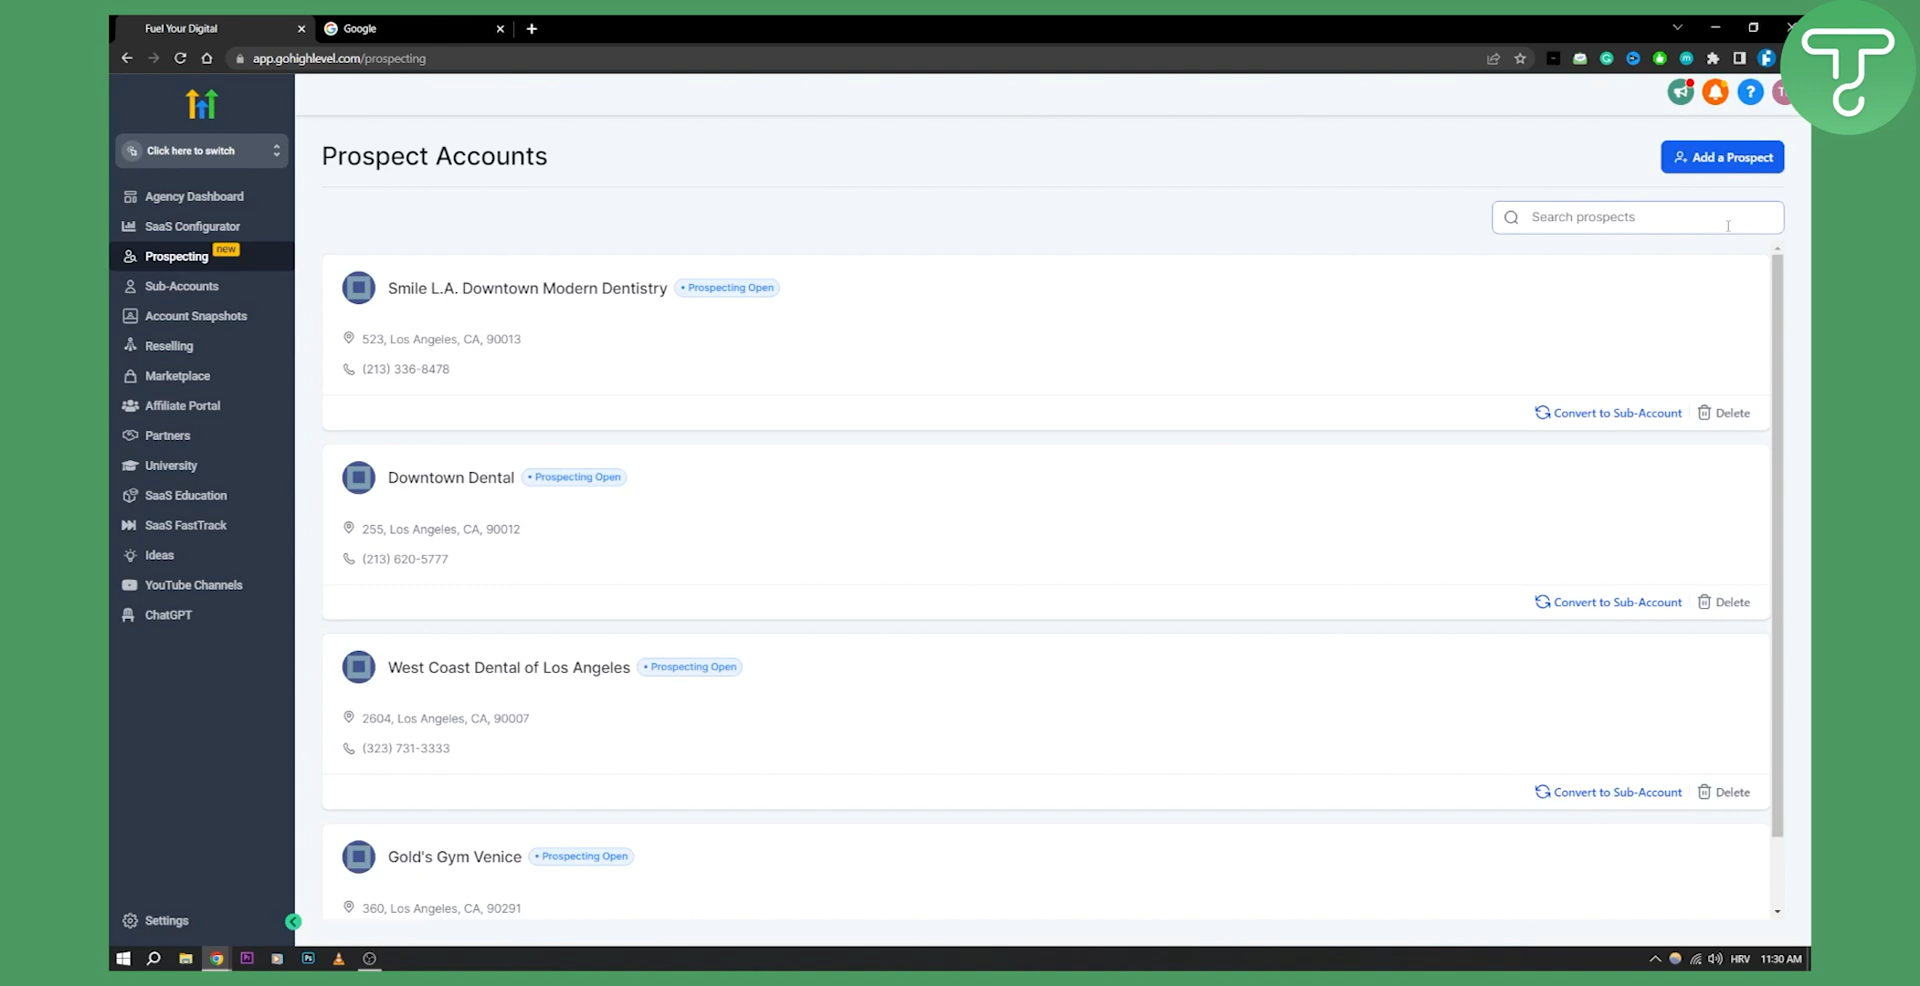 Fuel Your Digital
Google
app.gohighlevel.com/prospecting
Click here to switch
Agency Dashboard
SaaS Configurator
Prospecting new
Sub-Accounts
Account Snapshots
Reselling
Marketplace
Affiliate Portal
Partners
University
SaaS Education
SaaS FastTrack
Ideas
YouTube Channels
ChatGPT
Settings
Prospect Accounts
Add a Prospect
Search prospects
Smile L.A. Downtown Modern Dentistry • Prospecting Open
523, Los Angeles, CA, 90013
(213) 336-8478
Convert to Sub-Account Delete
Downtown Dental • Prospecting Open
255, Los Angeles, CA, 90012
(213) 620-5777
Convert to Sub-Account Delete
West Coast Dental of Los Angeles • Prospecting Open
2604, Los Angeles, CA, 90007
(323) 731-3333
Convert to Sub-Account Delete
Gold's Gym Venice • Prospecting Open
360, Los Angeles, CA, 90291
HRV 11:30 AM